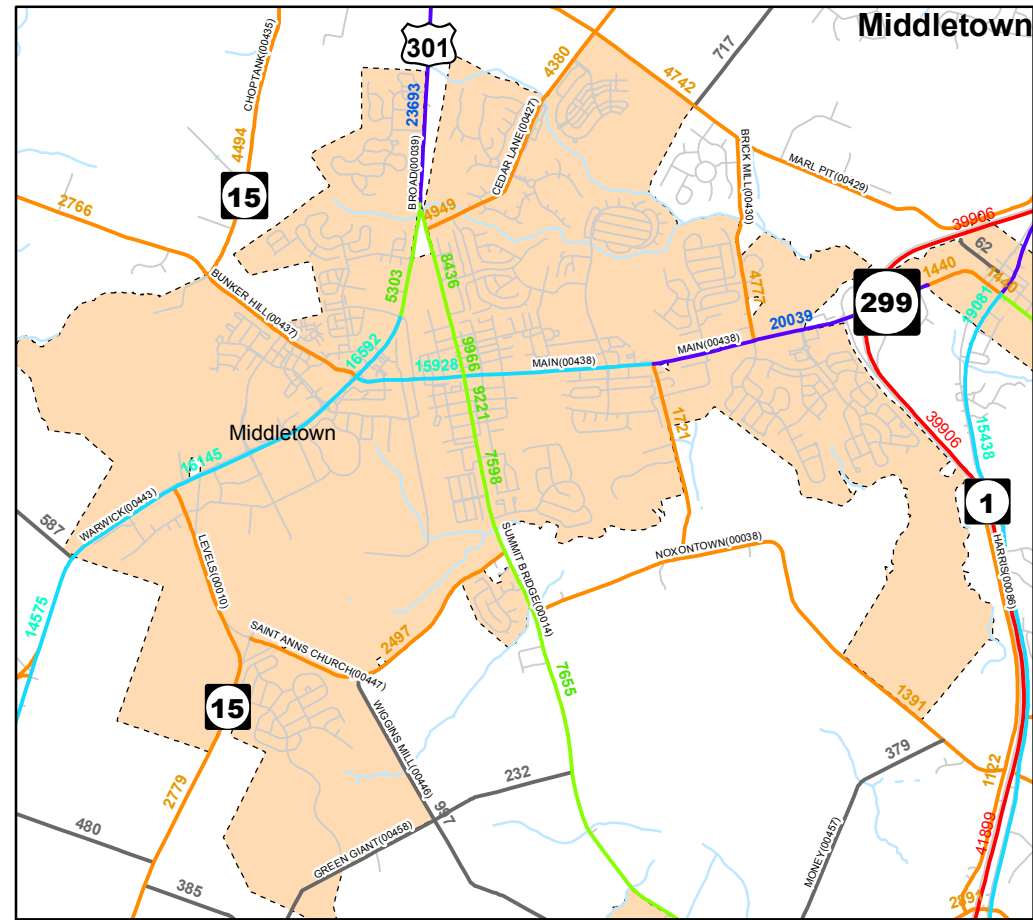 Middletown
301
717
CHOPTANK(00435)
4380
4742
23693
4494
BROAD(00039)
CEDAR LANE(00427)
BRICK MILL(00430)
MARL PIT(00429)
15
2766
4949
39906
62
BUNKER HILL(00437)
8436
5303
4777
1440
1440
299
19081
20039
16592
9966
15928
MAIN(00438)
MAIN(00438)
9221
1721
39906
15438
Middletown
16145
7598
WARWICK(00443)
587
1
SUMMIT BRIDGE(00014)
NOXONTOWN(00038)
LEVELS(00010)
HARRIS(00086)
14575
SAINT ANNS CHURCH(00447)
2497
7655
15
WIGGINS MILL(00446)
1391
379
2779
232
1122
997
480
GREEN GIANT(00458)
MONEY(00457)
41899
385